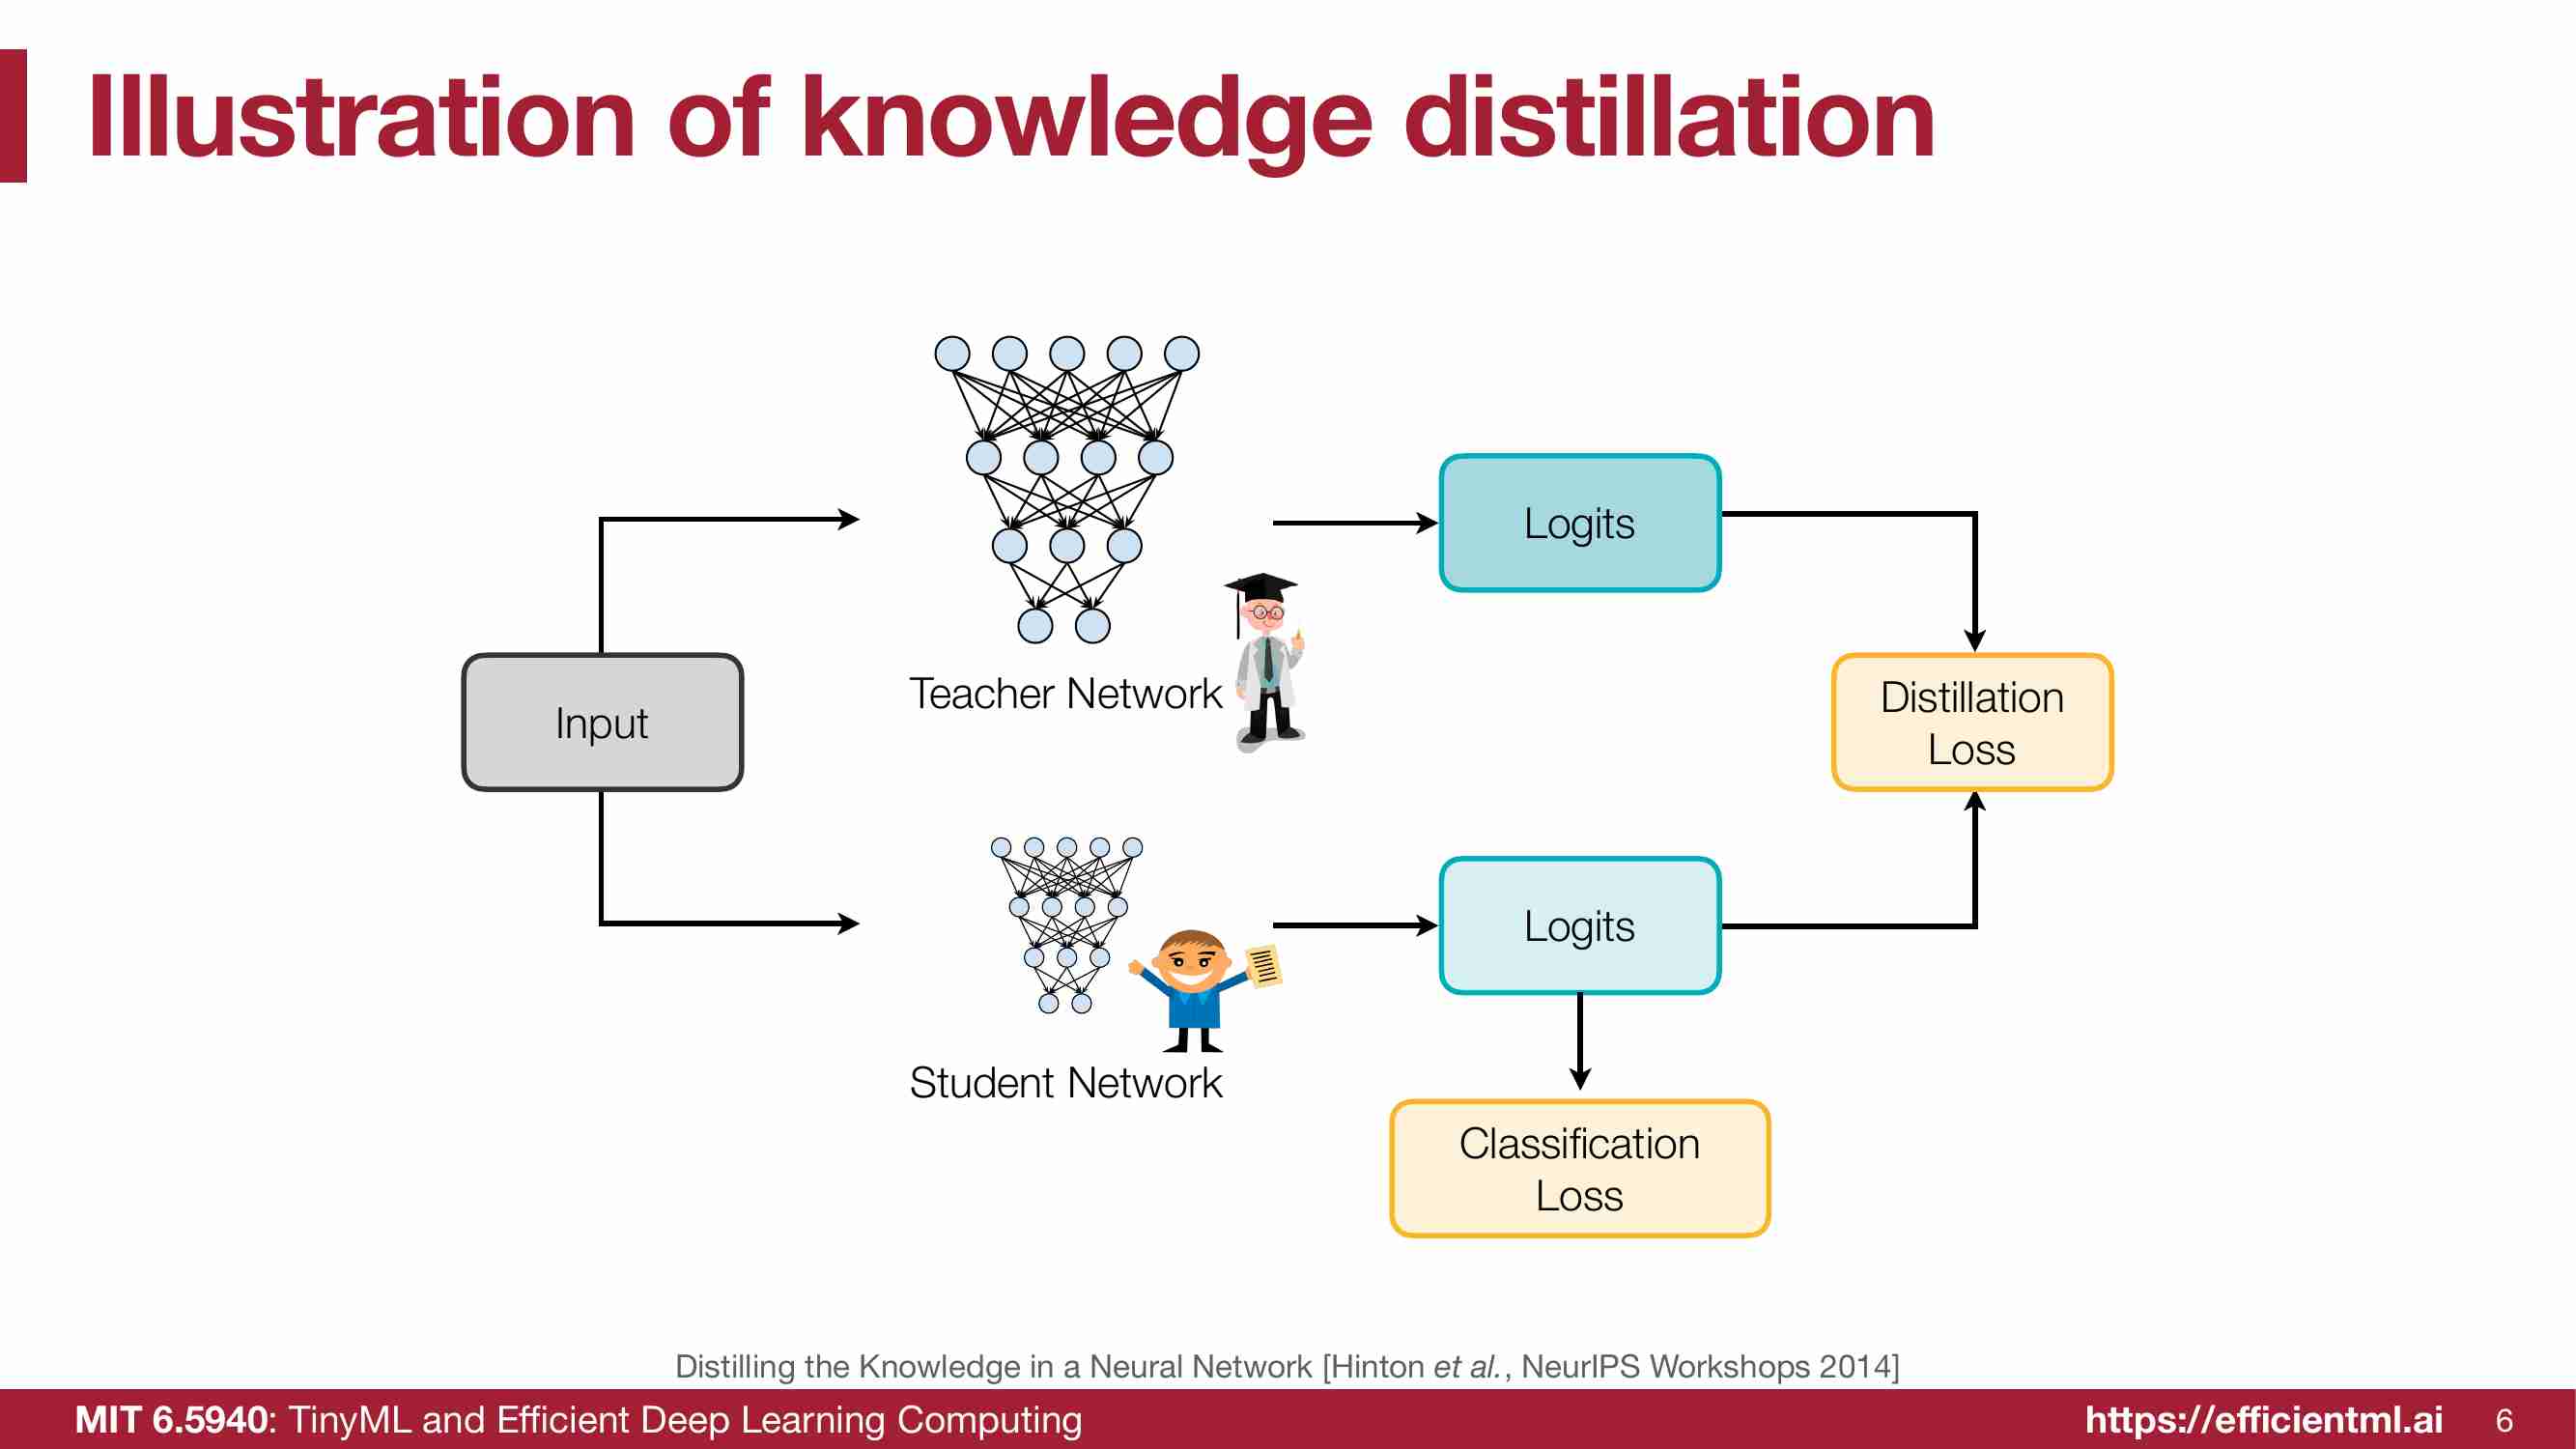 Illustration of knowledge distillation
Input
Teacher Network
Logits
Distillation
Loss
Student Network
Logits
Classification
Loss
Distilling the Knowledge in a Neural Network [Hinton et al., NeurIPS Workshops 2014]
MIT 6.5940: TinyML and Efficient Deep Learning Computing
https://efficientml.ai
6